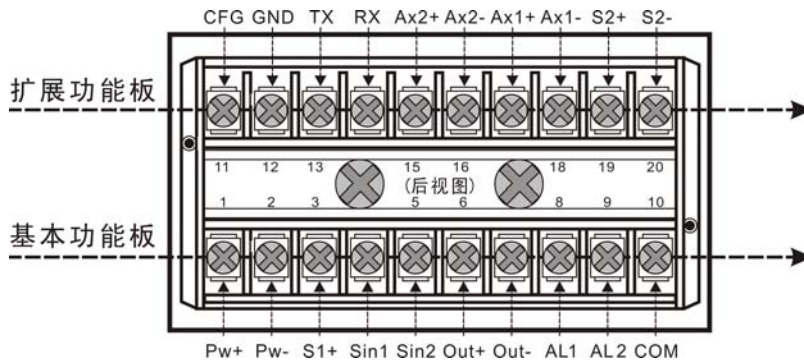 CFG GND TX RX Ax2+ Ax2- Ax1+ Ax1- S2+ S2-
扩展功能板
11 12 13 15 16 18 19 20
(后视图)
1 2 3 5 6 8 9 10
基本功能板
Pw+ Pw- S1+ Sin1 Sin2 Out+ Out- AL1 AL2 COM